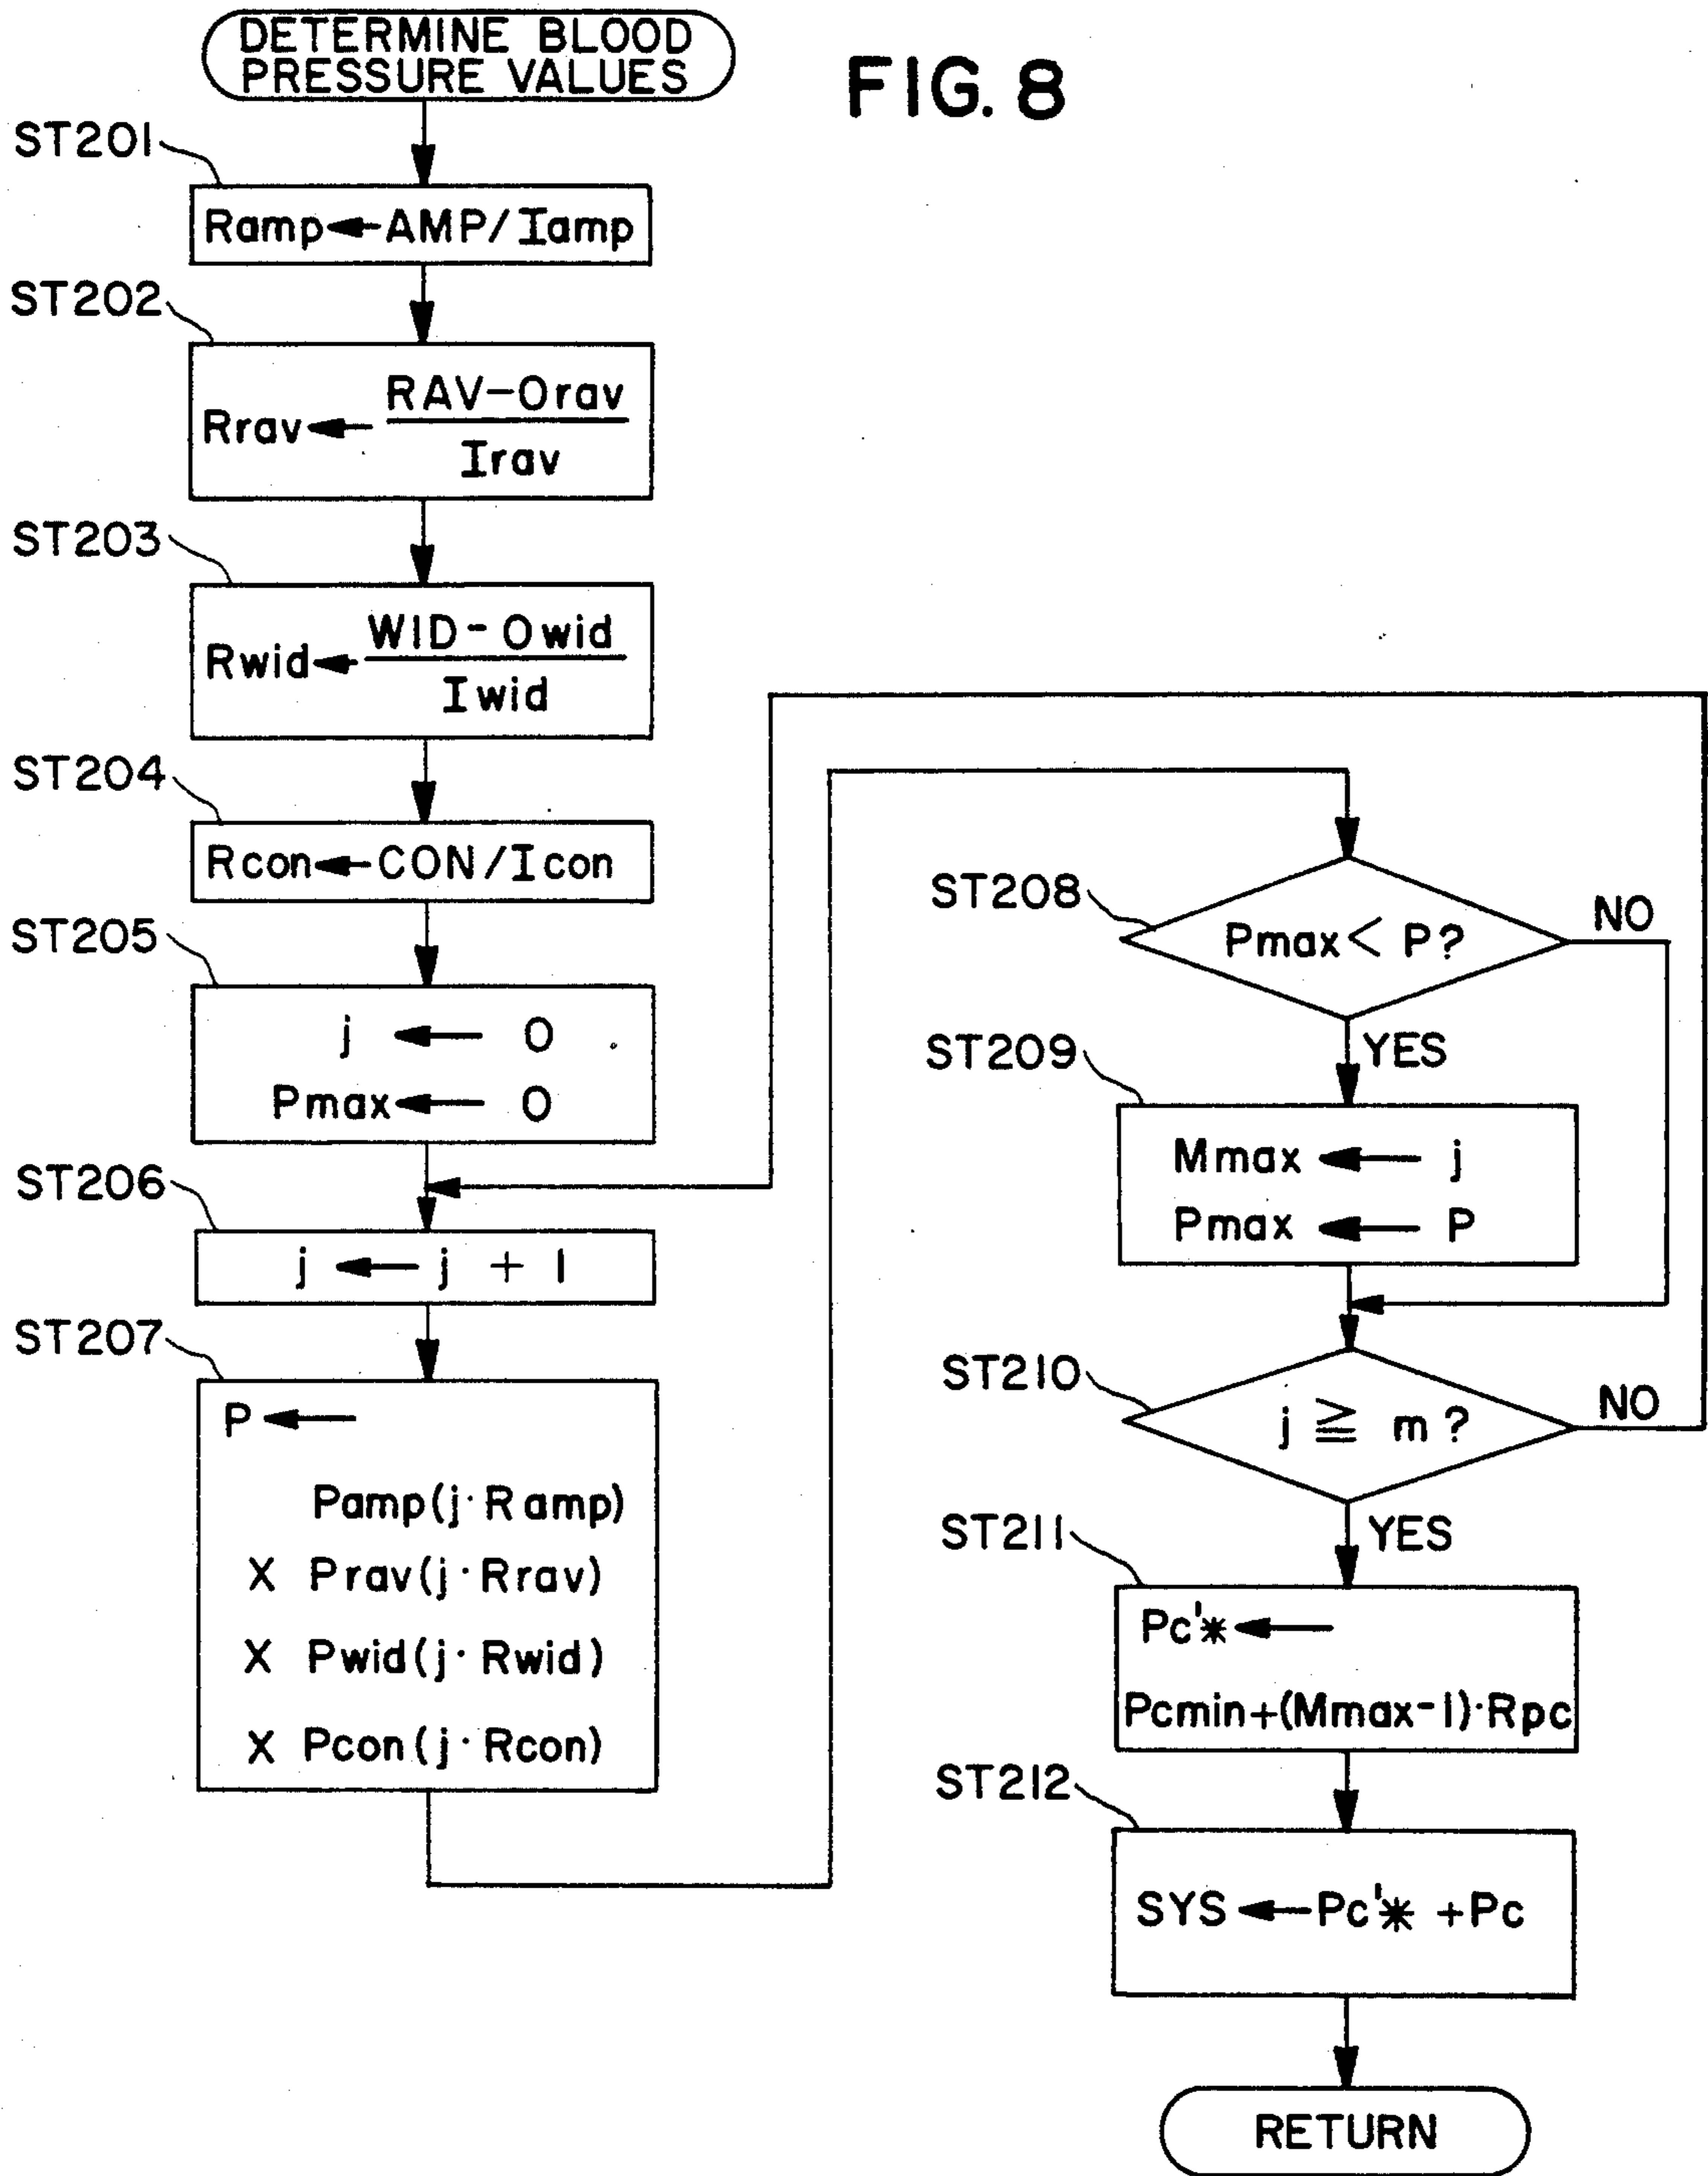 DETERMINE BLOOD
PRESSURE VALUES
FIG. 8
ST201
Ramp←AMP/Iamp
ST202
Rrav← RAV-Orav
Irav
ST203
Rwid← WID-Owid
Iwid
ST204
Rcon←CON/Icon
ST205
j ← 0
Pmax← 0
ST206
j ← j + 1
ST207
P←
Pamp(j·Ramp)
X Prav(j·Rrav)
X Pwid(j·Rwid)
X Pcon(j·Rcon)
ST208
Pmax< P?
NO
YES
ST209
Mmax ← j
Pmax ← P
ST210
j ≧ m?
NO
YES
ST211
Pc'*←
Pcmin+(Mmax-1)·Rpc
ST212
SYS←Pc'* +Pc
RETURN